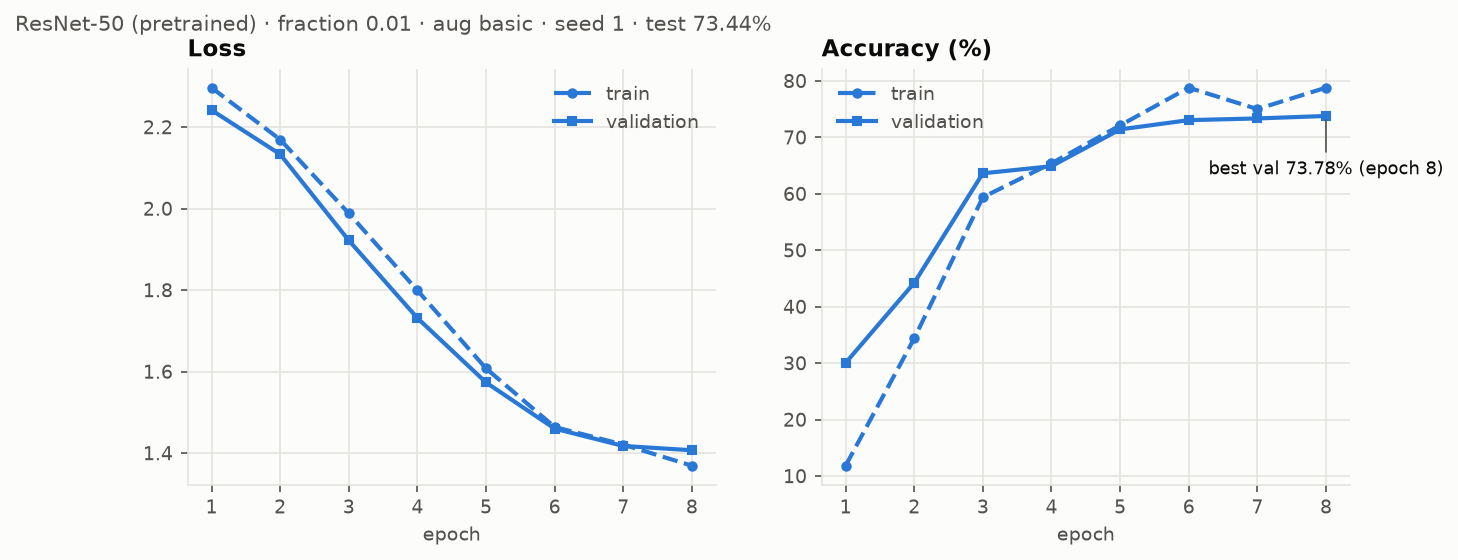 ResNet-50 (pretrained) · fraction 0.01 · aug basic · seed 1 · test 73.44%
Loss
train
validation
2.2
2.0
1.8
1.6
1.4
1 2 3 4 5 6 7 8
epoch
Accuracy (%)
train
validation
80
70
60
50
40
30
20
10
best val 73.78% (epoch 8)
1 2 3 4 5 6 7 8
epoch